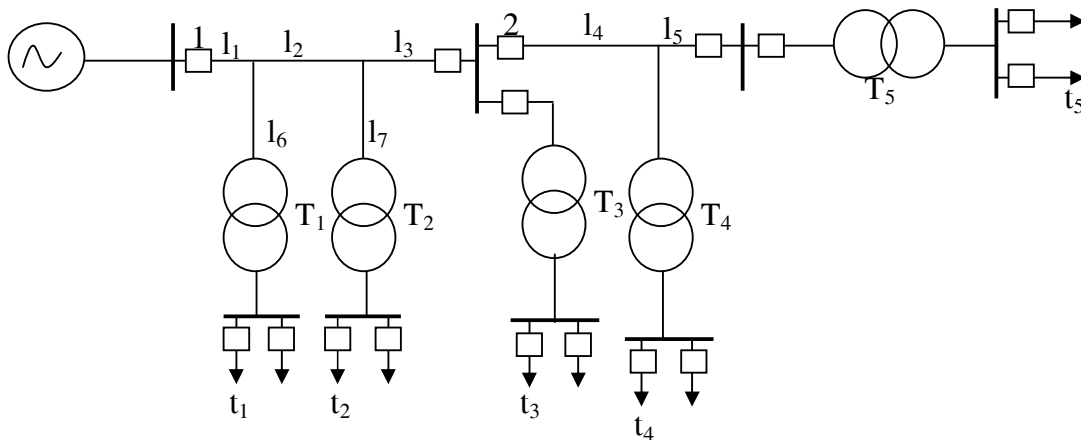 1 l₁ l₂ l₃ 2 l₄ l₅
T₅ t₅
l₆ l₇
T₁ T₂ T₃ T₄
t₁ t₂ t₃ t₄